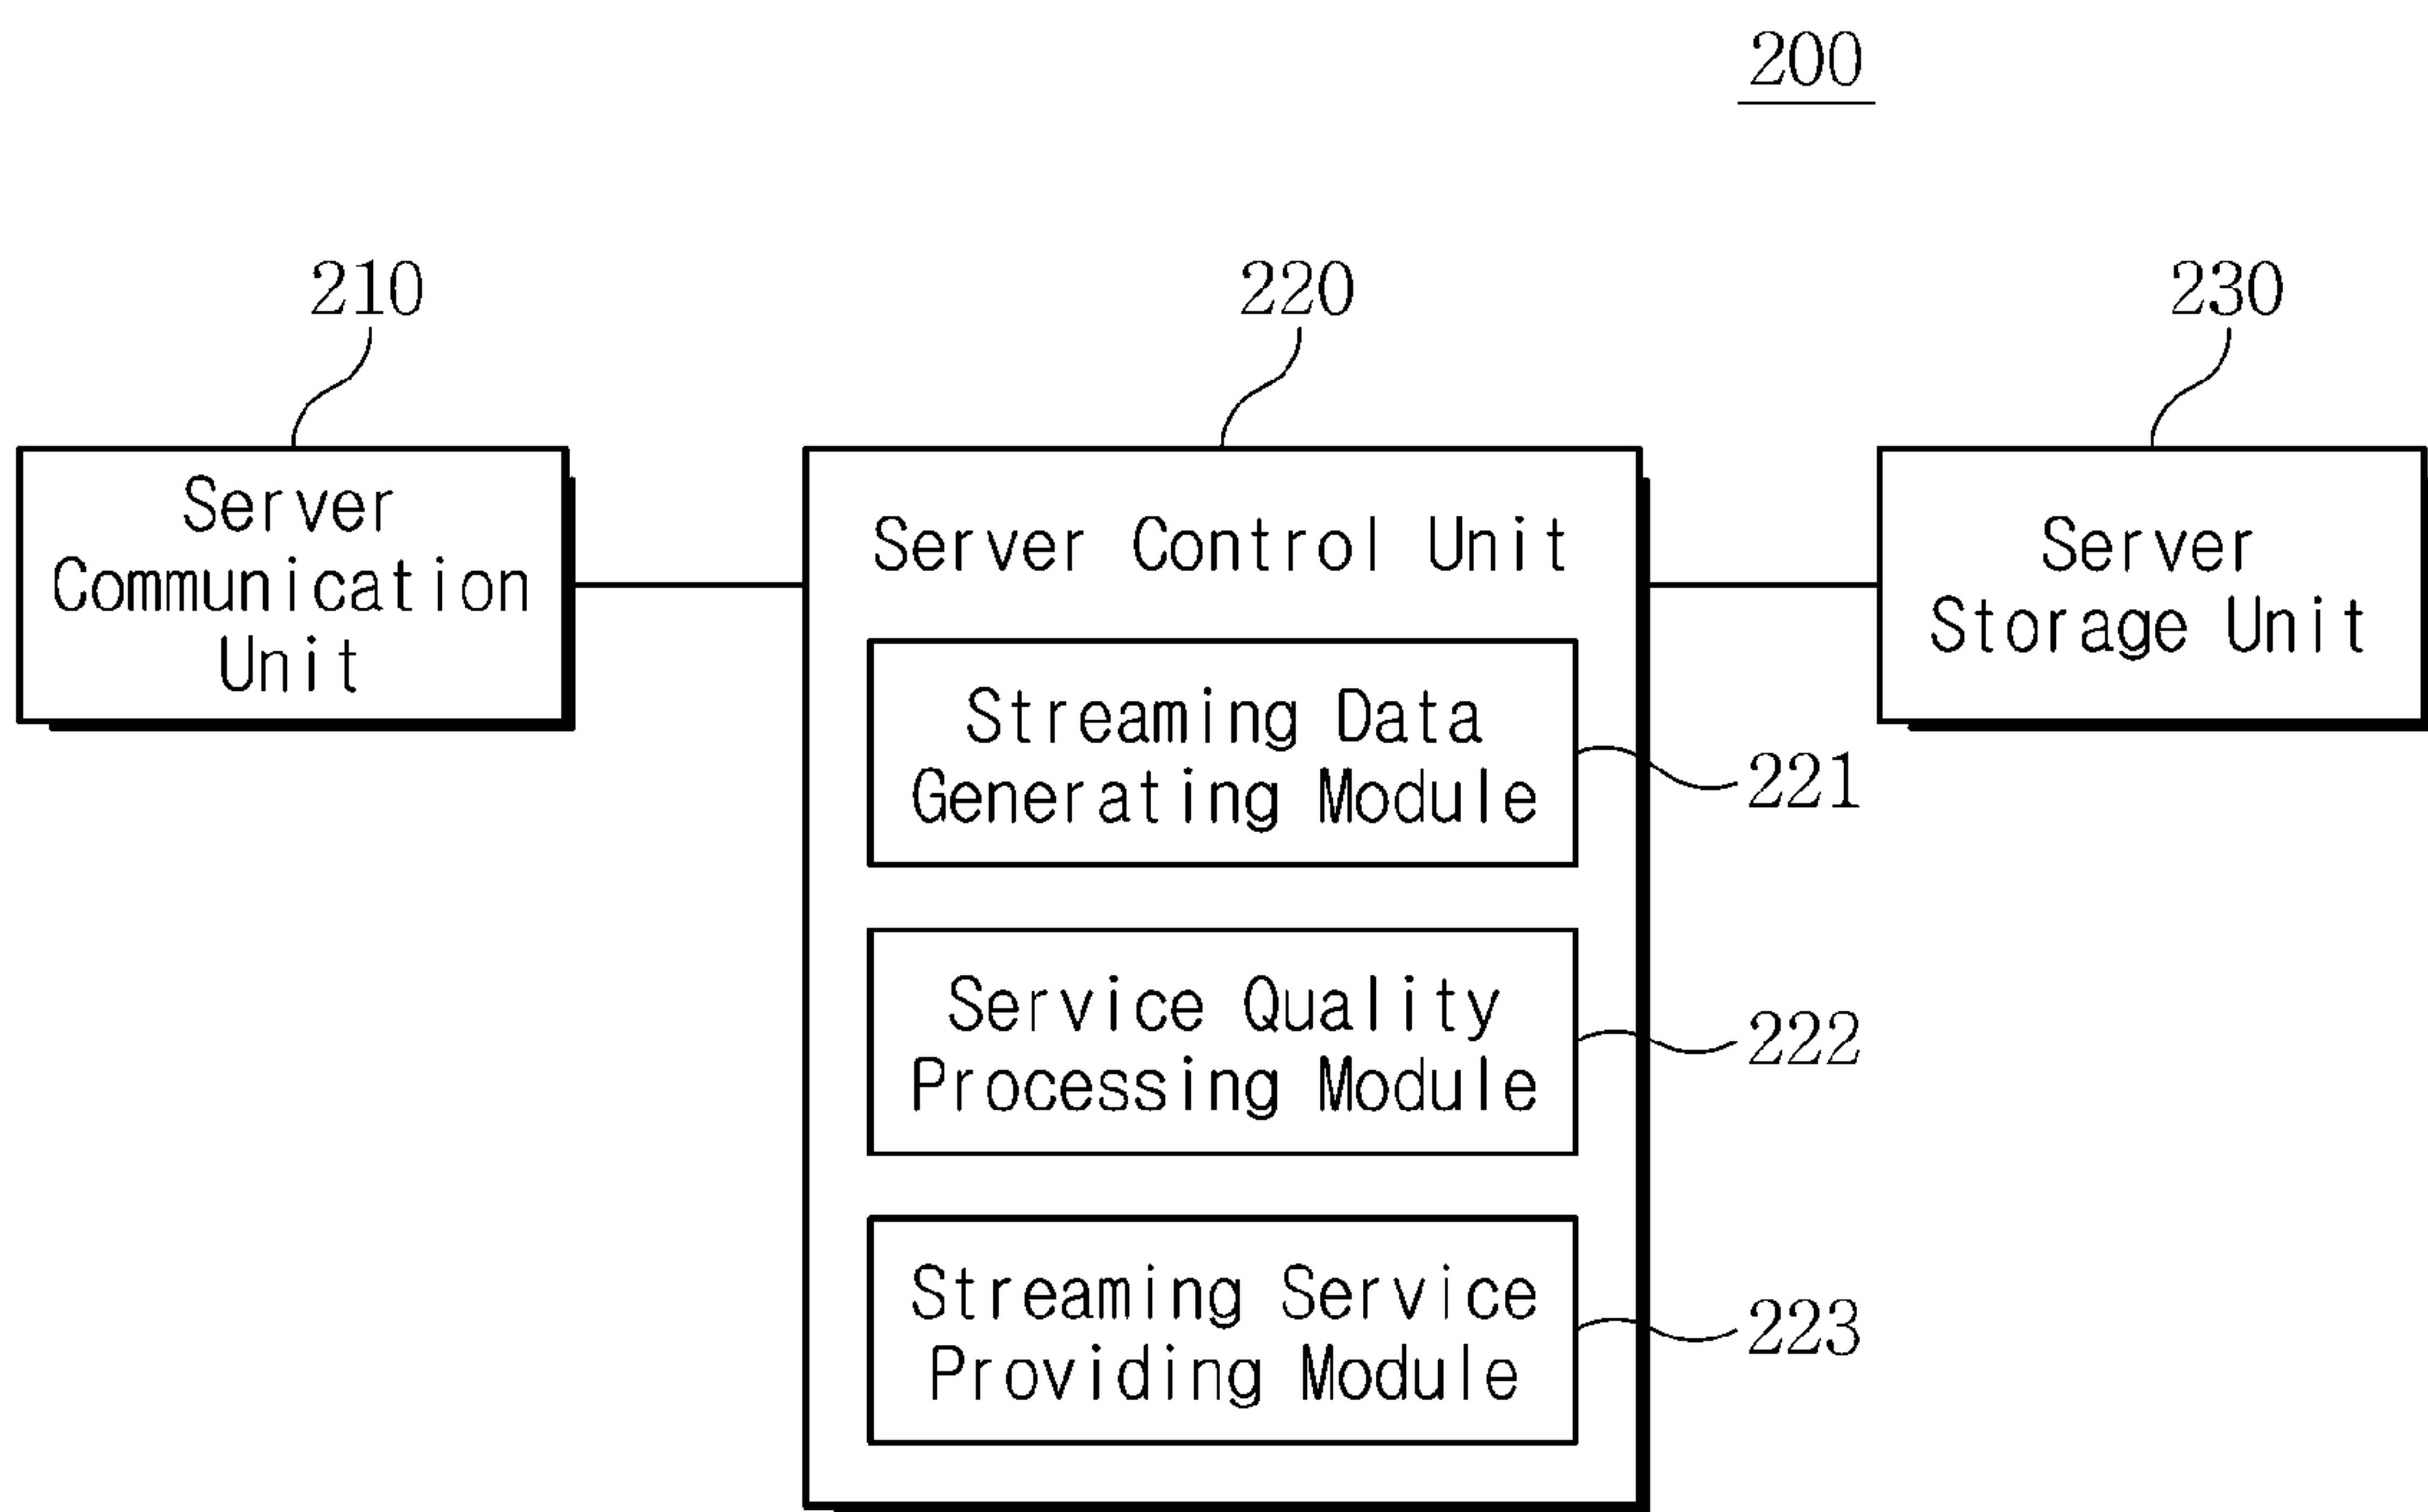 200
210
220
230
Server
Communication
Unit
Server Control Unit
Server
Storage Unit
Streaming Data
Generating Module
221
Service Quality
Processing Module
222
Streaming Service
Providing Module
223